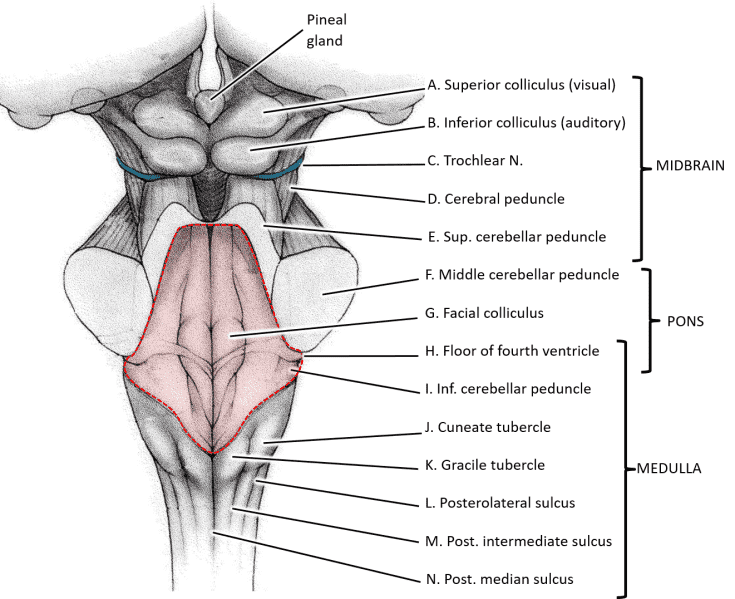 Pineal
gland
A. Superior colliculus (visual)
B. Inferior colliculus (auditory)
C. Trochlear N.
MIDBRAIN
D. Cerebral peduncle
E. Sup. cerebellar peduncle
F. Middle cerebellar peduncle
G. Facial colliculus
PONS
H. Floor of fourth ventricle
I. Inf. cerebellar peduncle
J. Cuneate tubercle
K. Gracile tubercle
MEDULLA
L. Posterolateral sulcus
M. Post. intermediate sulcus
N. Post. median sulcus